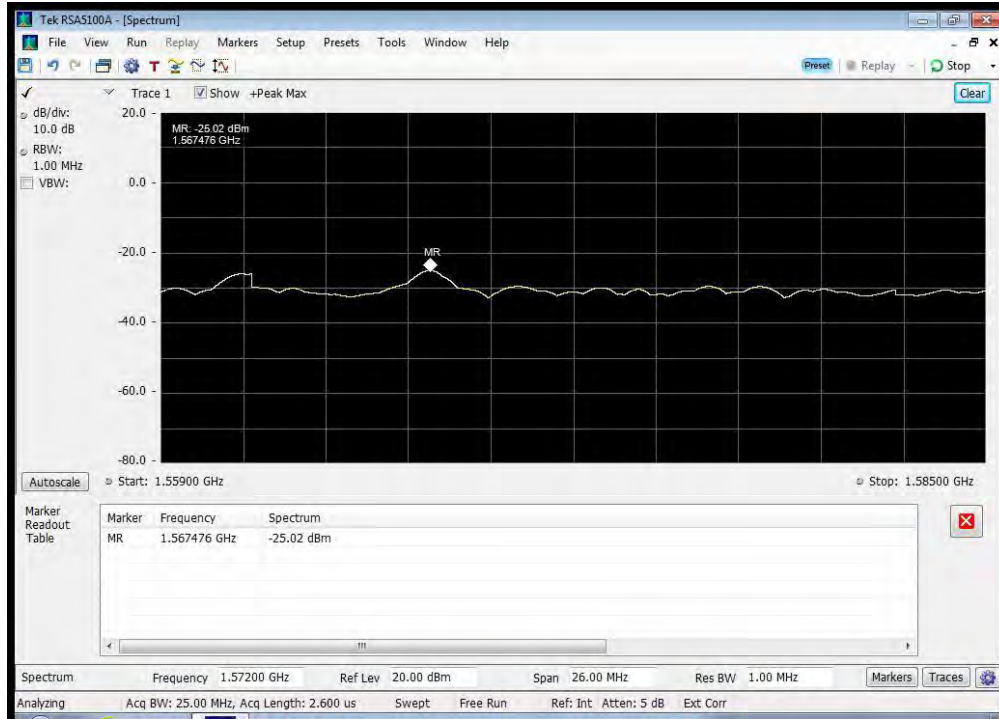 Tek RSA5100A - [Spectrum]
File View Run Replay Markers Setup Presets Tools Window Help
T
Preset Replay Stop
Trace 1 Show +Peak Max Clear
dB/div:
10.0 dB
RBW:
1.00 MHz
VBW:
20.0
MR: -25.02 dBm
1.567476 GHz
0.0
-20.0
MR
-40.0
-60.0
-80.0
Autoscale Start: 1.55900 GHz Stop: 1.58500 GHz
Marker
Readout
Table
Marker Frequency Spectrum
MR 1.567476 GHz -25.02 dBm
Spectrum Frequency 1.57200 GHz Ref Lev 20.00 dBm Span 26.00 MHz Res BW 1.00 MHz Markers Traces
Analyzing Acq BW: 25.00 MHz, Acq Length: 2.600 us Swept Free Run Ref: Int Atten: 5 dB Ext Corr